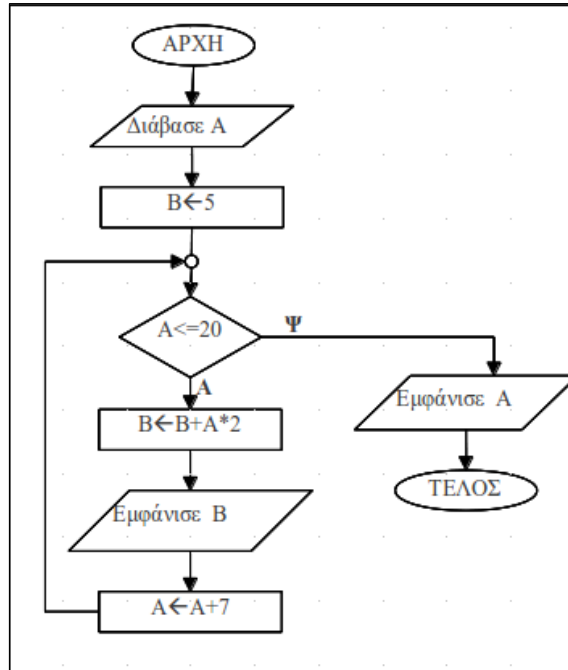 ΑΡΧΗ
Διάβασε Α
Β←5
Α<=20
Ψ
Α
Β←Β+Α*2
Εμφάνισε Α
Εμφάνισε Β
ΤΕΛΟΣ
Α←Α+7